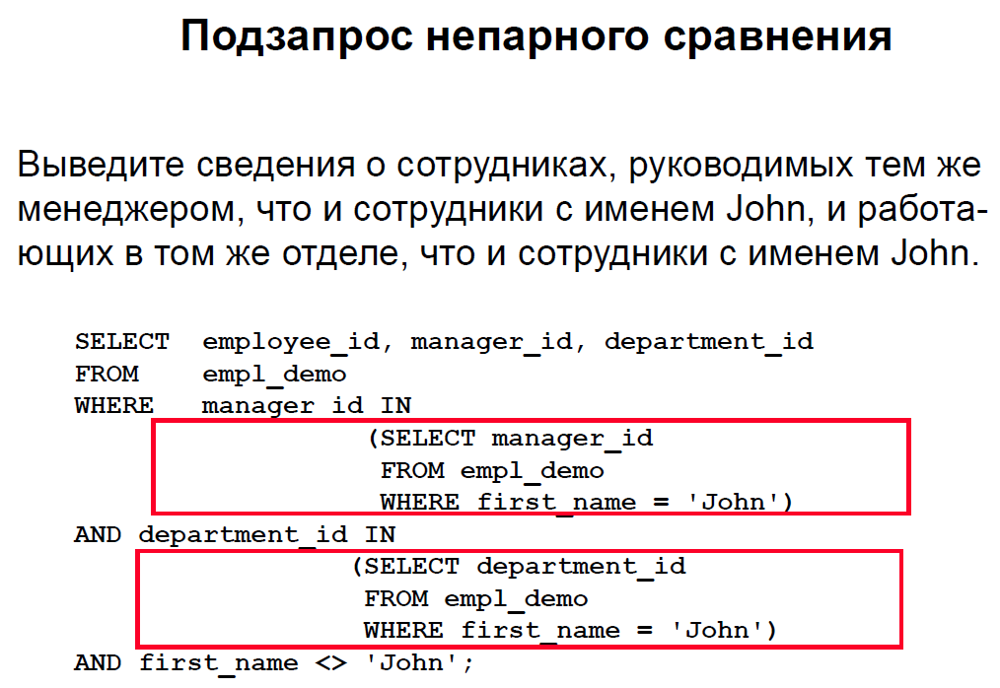 Подзапрос непарного сравнения
Выведите сведения о сотрудниках, руководимых тем же
менеджером, что и сотрудники с именем John, и работа-
ющих в том же отделе, что и сотрудники с именем John.
SELECT employee_id, manager_id, department_id
FROM empl_demo
WHERE manager id IN
(SELECT manager_id
FROM empl_demo
WHERE first_name = 'John')
AND department_id IN
(SELECT department_id
FROM empl_demo
WHERE first_name = 'John')
AND first_name <> 'John';